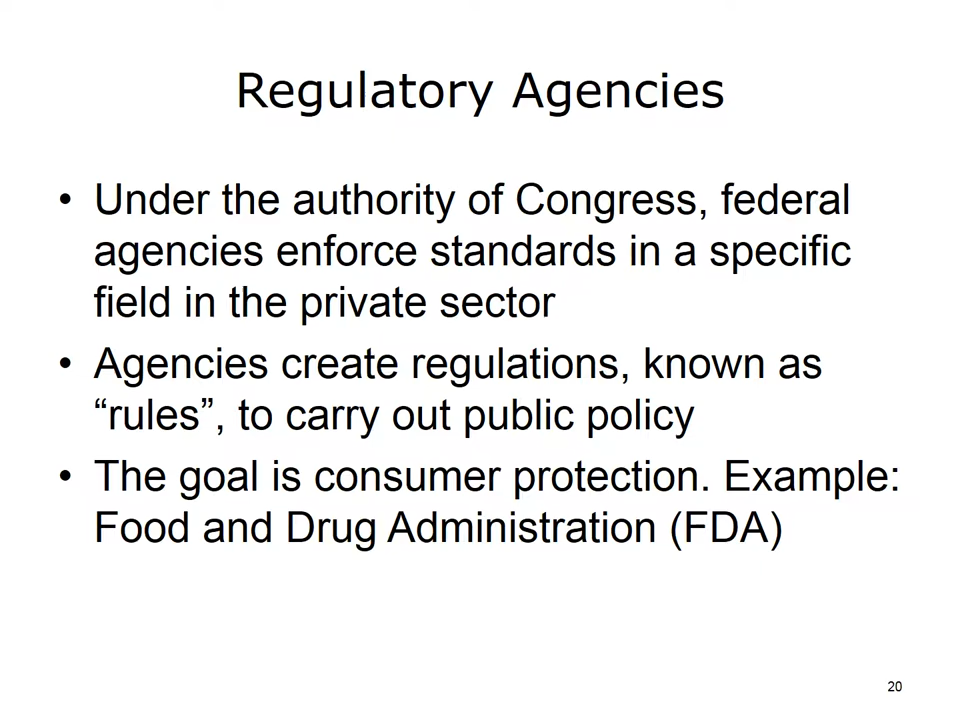 Regulatory Agencies
• Under the authority of Congress, federal
agencies enforce standards in a specific
field in the private sector
• Agencies create regulations, known as
“rules”, to carry out public policy
• The goal is consumer protection. Example:
Food and Drug Administration (FDA)
20